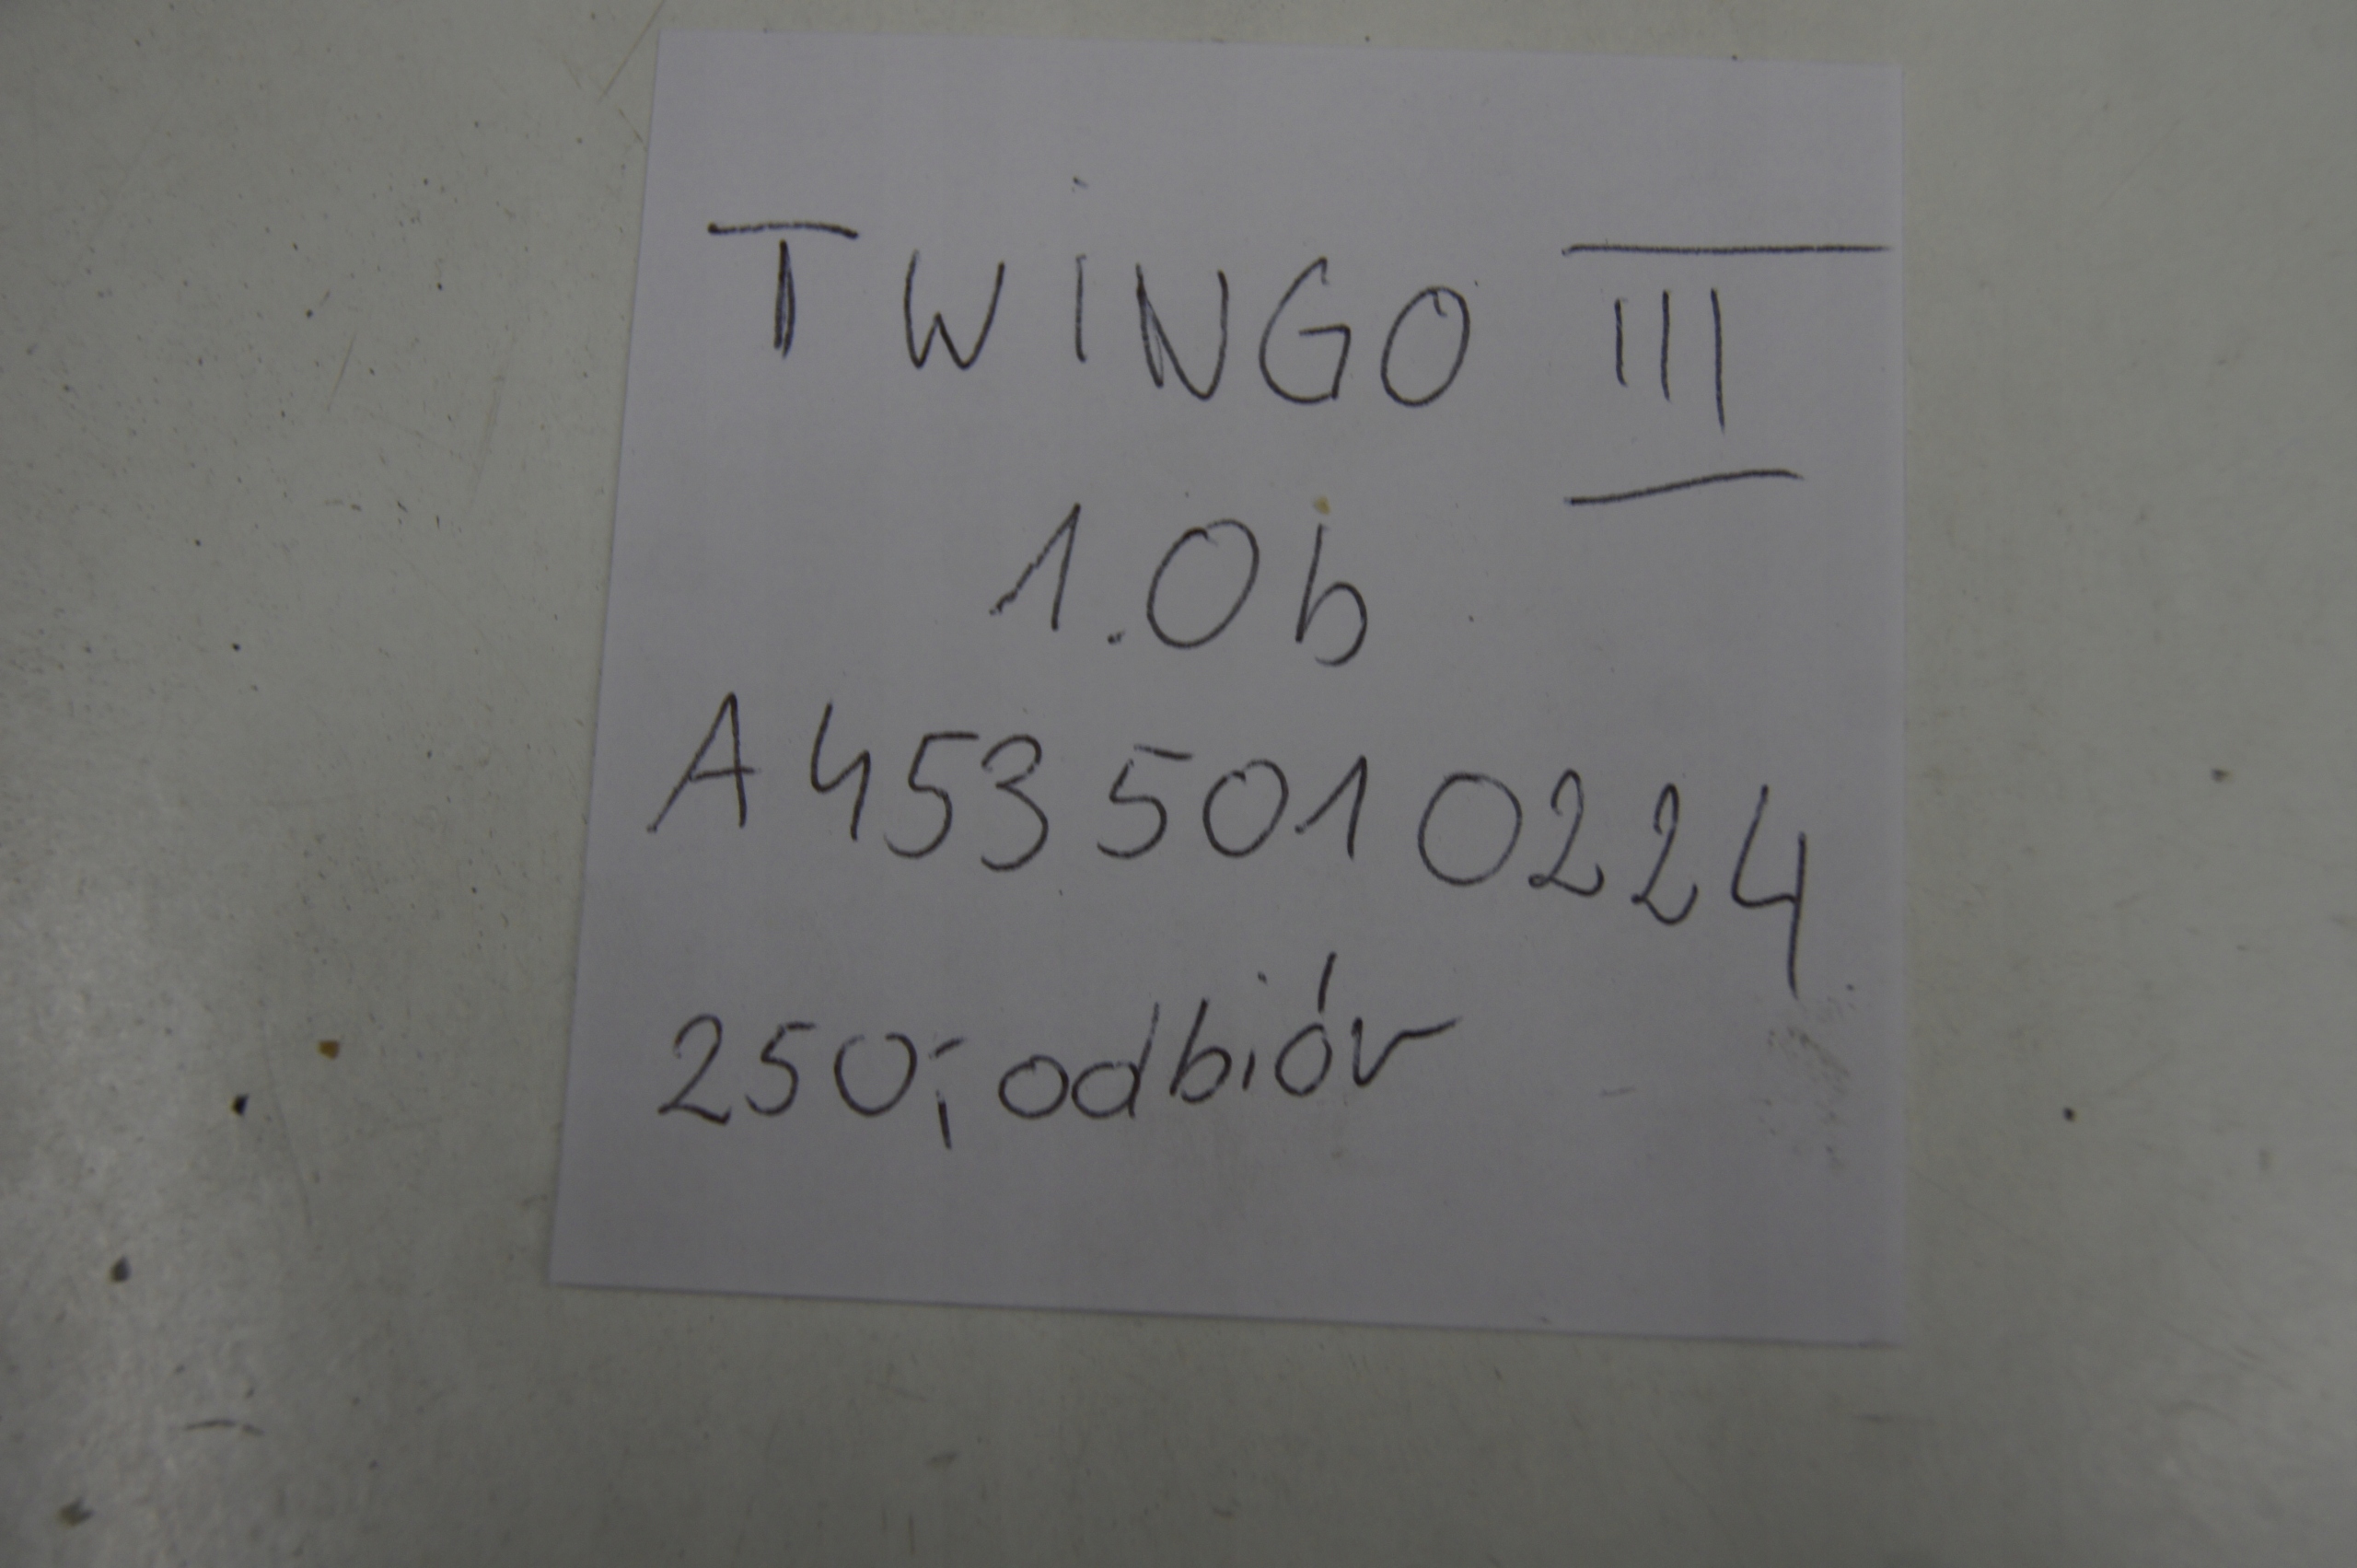 TWiNGO III
1.0b
A4535010224
250,- odbiór